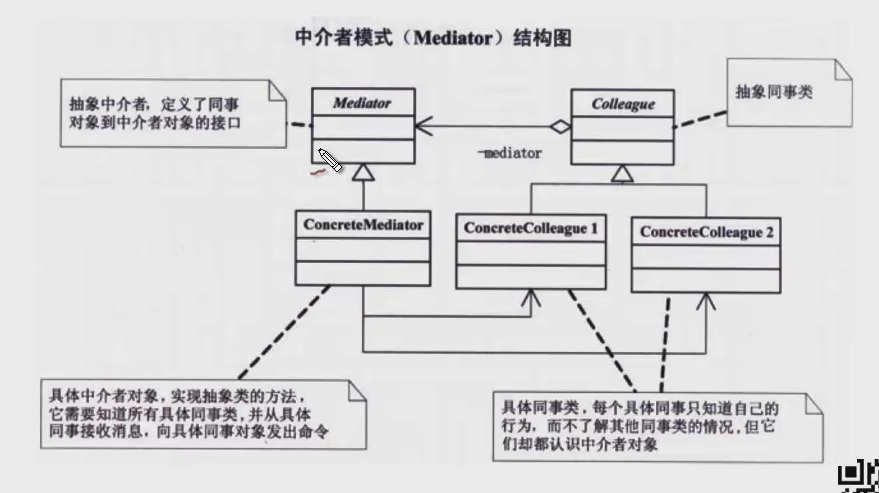 中介者模式（Mediator）结构图
抽象中介者，定义了同事
对象到中介者对象的接口
Mediator
Colleague
抽象同事类
-mediator
ConcreteMediator
ConcreteColleague 1
ConcreteColleague 2
具体中介者对象，实现抽象类的方法，
它需要知道所有具体同事类，并从具体
同事接收消息，向具体同事对象发出命令
具体同事类，每个具体同事只知道自己的
行为，而不了解其他同事类的情况，但它
们却都认识中介者对象